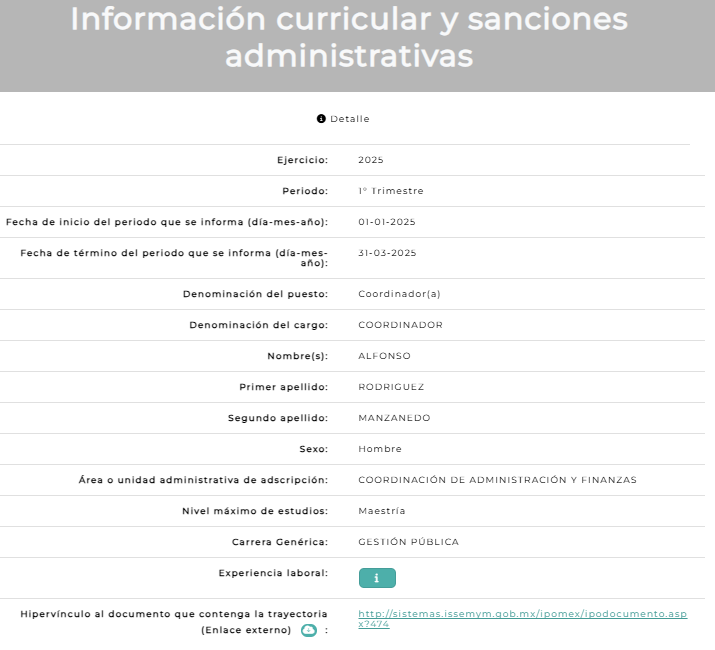 Información curricular y sanciones
administrativas
Detalle
Ejercicio: 2025
Periodo: 1° Trimestre
Fecha de inicio del periodo que se informa (día-mes-año): 01-01-2025
Fecha de término del periodo que se informa (día-mes-
año): 31-03-2025
Denominación del puesto: Coordinador(a)
Denominación del cargo: COORDINADOR
Nombre(s): ALFONSO
Primer apellido: RODRIGUEZ
Segundo apellido: MANZANEDO
Sexo: Hombre
Área o unidad administrativa de adscripción: COORDINACIÓN DE ADMINISTRACIÓN Y FINANZAS
Nivel máximo de estudios: Maestría
Carrera Genérica: GESTIÓN PÚBLICA
Experiencia laboral:
Hipervínculo al documento que contenga la trayectoria
(Enlace externo) :
http://sistemas.issemym.gob.mx/ipomex/ipodocumento.asp
x?474